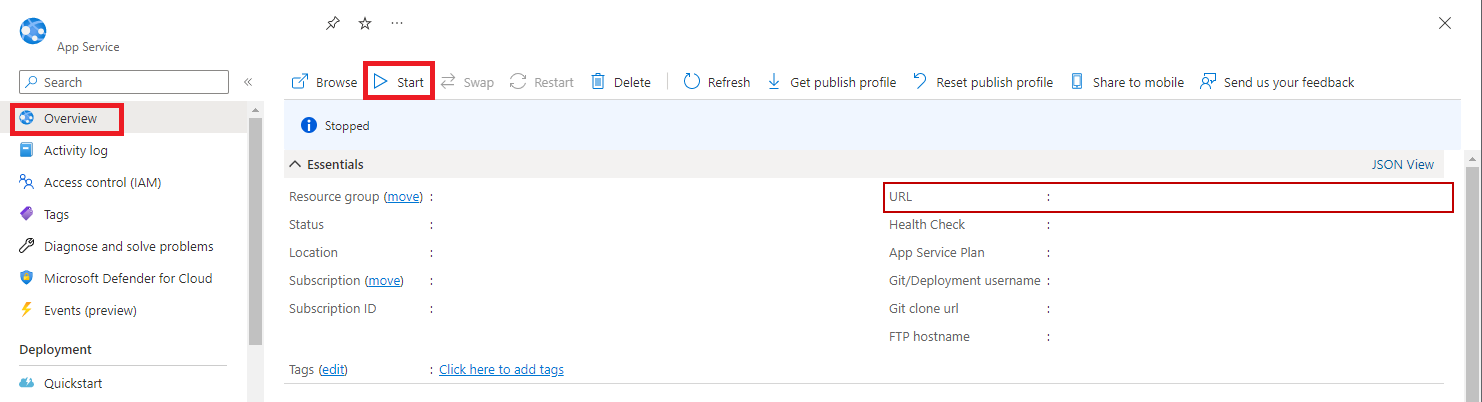 App Service
Search
«
Overview
Activity log
Access control (IAM)
Tags
Diagnose and solve problems
Microsoft Defender for Cloud
Events (preview)
Deployment
Quickstart
Browse Start Swap Restart Delete Refresh Get publish profile Reset publish profile Share to mobile Send us your feedback
Stopped
Essentials JSON View
Resource group (move) :
Status :
Location :
Subscription (move) :
Subscription ID :
URL :
Health Check :
App Service Plan :
Git/Deployment username :
Git clone url :
FTP hostname :
Tags (edit) : Click here to add tags